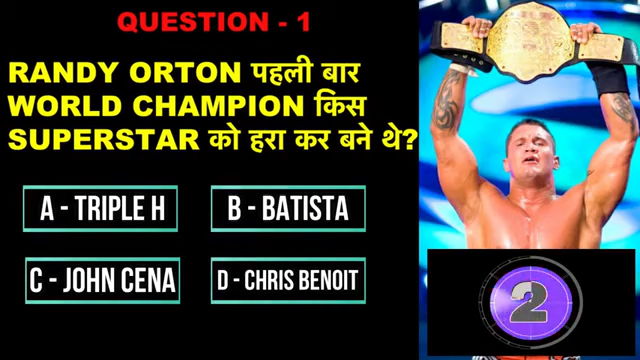 QUESTION - 1
RANDY ORTON पहली बार
WORLD CHAMPION किस
SUPERSTAR को हरा कर बने थे?
A - TRIPLE H
B - BATISTA
C - JOHN CENA
D - CHRIS BENOIT
2